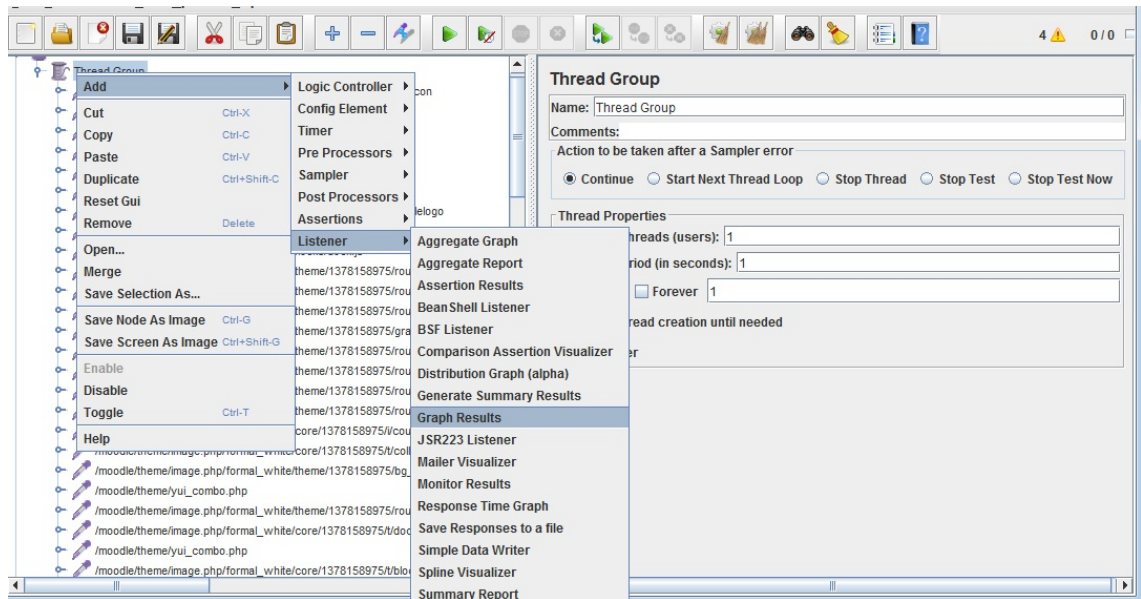 4
0 / 0
Thread Group
Add
Cut Ctrl-X
Copy Ctrl-C
Paste Ctrl-V
Duplicate Ctrl+Shift-C
Reset Gui
Remove Delete
Open...
Merge
Save Selection As...
Save Node As Image Ctrl-G
Save Screen As Image Ctrl+Shift-G
Enable
Disable
Toggle Ctrl-T
Help
Logic Controller
Config Element
Timer
Pre Processors
Sampler
Post Processors
Assertions
Listener
Aggregate Graph
Aggregate Report
Assertion Results
BeanShell Listener
BSF Listener
Comparison Assertion Visualizer
Distribution Graph (alpha)
Generate Summary Results
Graph Results
JSR223 Listener
Mailer Visualizer
Monitor Results
Response Time Graph
Save Responses to a file
Simple Data Writer
Spline Visualizer
Summary Report
con
elogo
theme/1378158975/rou
theme/1378158975/rou
theme/1378158975/rou
theme/1378158975/gra
theme/1378158975/rou
theme/1378158975/rou
theme/1378158975/rou
theme/1378158975/rou
core/1378158975/i/cou
/moodle/theme/image.php/formal_white/core/1378158975/t/coll
/moodle/theme/image.php/formal_white/theme/1378158975/bg_
/moodle/theme/yui_combo.php
/moodle/theme/image.php/formal_white/theme/1378158975/rou
/moodle/theme/image.php/formal_white/core/1378158975/t/doc
/moodle/theme/yui_combo.php
/moodle/theme/image.php/formal_white/core/1378158975/t/blo
Thread Group
Name: Thread Group
Comments:
Action to be taken after a Sampler error
Continue Start Next Thread Loop Stop Thread Stop Test Stop Test Now
Thread Properties
hreads (users): 1
riod (in seconds): 1
Forever 1
read creation until needed
er